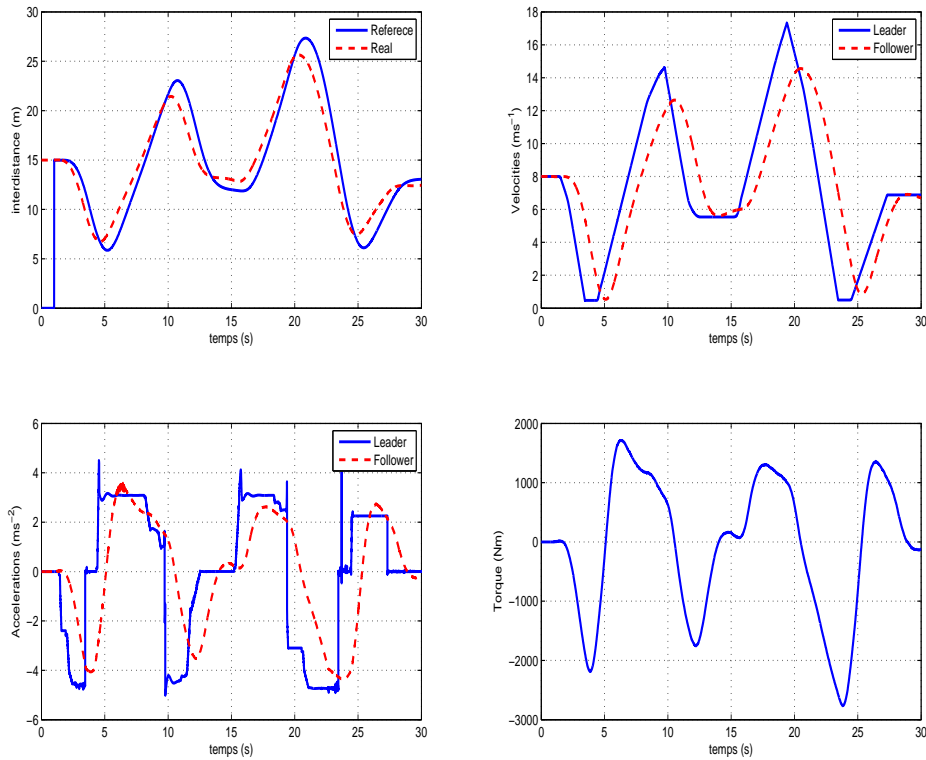 30
25
20
15
10
5
0
interdistance (m)
Referece
Real
0 5 10 15 20 25 30
temps (s)
18
16
14
12
10
8
6
4
2
0
Velocities (ms⁻¹)
Leader
Follower
0 5 10 15 20 25 30
temps (s)
6
4
2
0
−2
−4
−6
Accelerations (ms⁻²)
Leader
Follower
0 5 10 15 20 25 30
temps (s)
2000
1000
0
−1000
−2000
−3000
Torque (Nm)
0 5 10 15 20 25 30
temps (s)